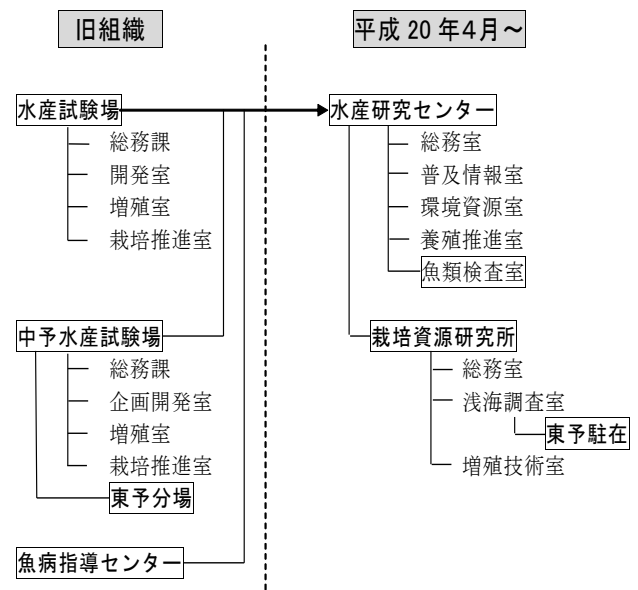 旧組織
水産試験場
総務課
開発室
増殖室
栽培推進室
中予水産試験場
総務課
企画開発室
増殖室
栽培推進室
東予分場
魚病指導センター
平成20年4月～
水産研究センター
総務室
普及情報室
環境資源室
養殖推進室
魚類検査室
栽培資源研究所
総務室
浅海調査室
東予駐在
増殖技術室